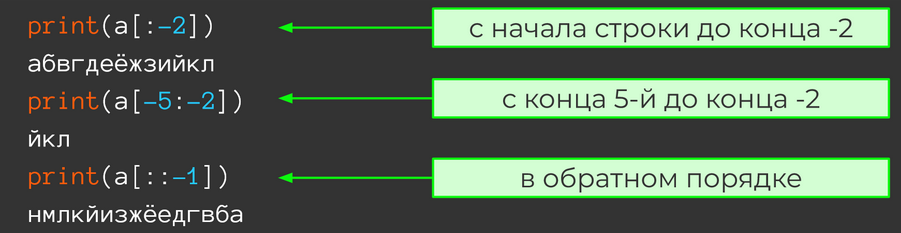 print(a[:-2])
с начала строки до конца -2
абвгдеёжзийкл
print(a[-5:-2])
с конца 5-й до конца -2
йкл
print(a[::-1])
в обратном порядке
нмлкйизжёедгвба